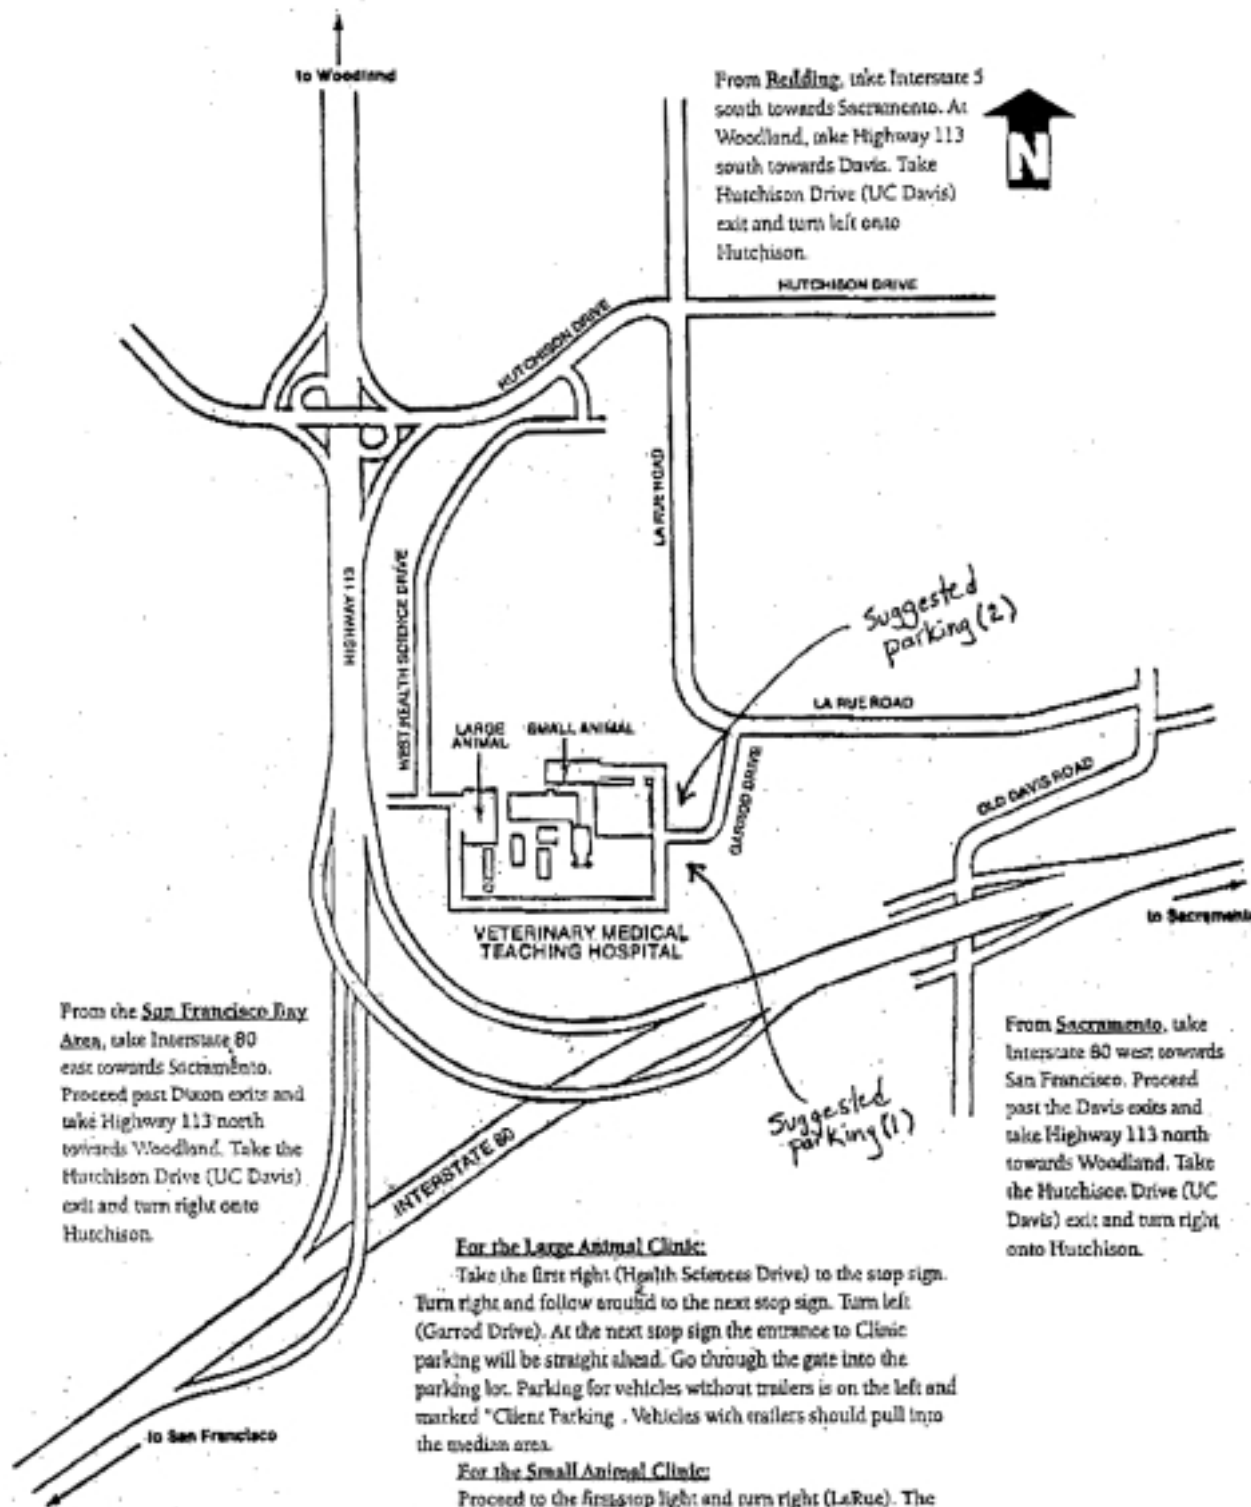 to Woodland
From Redding, take Interstate 5
south towards Sacramento. At
Woodland, take Highway 113
south towards Davis. Take
Hutchison Drive (UC Davis)
exit and turn left onto
Hutchison.
N
HUTCHISON DRIVE
HUTCHISON DRIVE
LA RUE ROAD
HIGHWAY 113
WEST HEALTH SCIENCE DRIVE
Suggested
parking (2)
LA RUE ROAD
LARGE
ANIMAL
SMALL ANIMAL
GARROD DRIVE
OLD DAVIS ROAD
to Sacramento
VETERINARY MEDICAL
TEACHING HOSPITAL
From the San Francisco Bay
Area, take Interstate 80
east towards Sacramento.
Proceed past Dixon exits and
take Highway 113 north
towards Woodland. Take the
Hutchison Drive (UC Davis)
exit and turn right onto
Hutchison.
From Sacramento, take
Interstate 80 west towards
San Francisco. Proceed
past the Davis exits and
take Highway 113 north
towards Woodland. Take
the Hutchison Drive (UC
Davis) exit and turn right
onto Hutchison.
Suggested
parking (1)
INTERSTATE 80
For the Large Animal Clinic:
Take the first right (Health Sciences Drive) to the stop sign.
Turn right and follow around to the next stop sign. Turn left
(Garrod Drive). At the next stop sign the entrance to Clinic
parking will be straight ahead. Go through the gate into the
parking lot. Parking for vehicles without trailers is on the left and
marked "Client Parking . Vehicles with trailers should pull into
the median area.
to San Francisco
For the Small Animal Clinic:
Proceed to the first stop light and turn right (LaRue). The